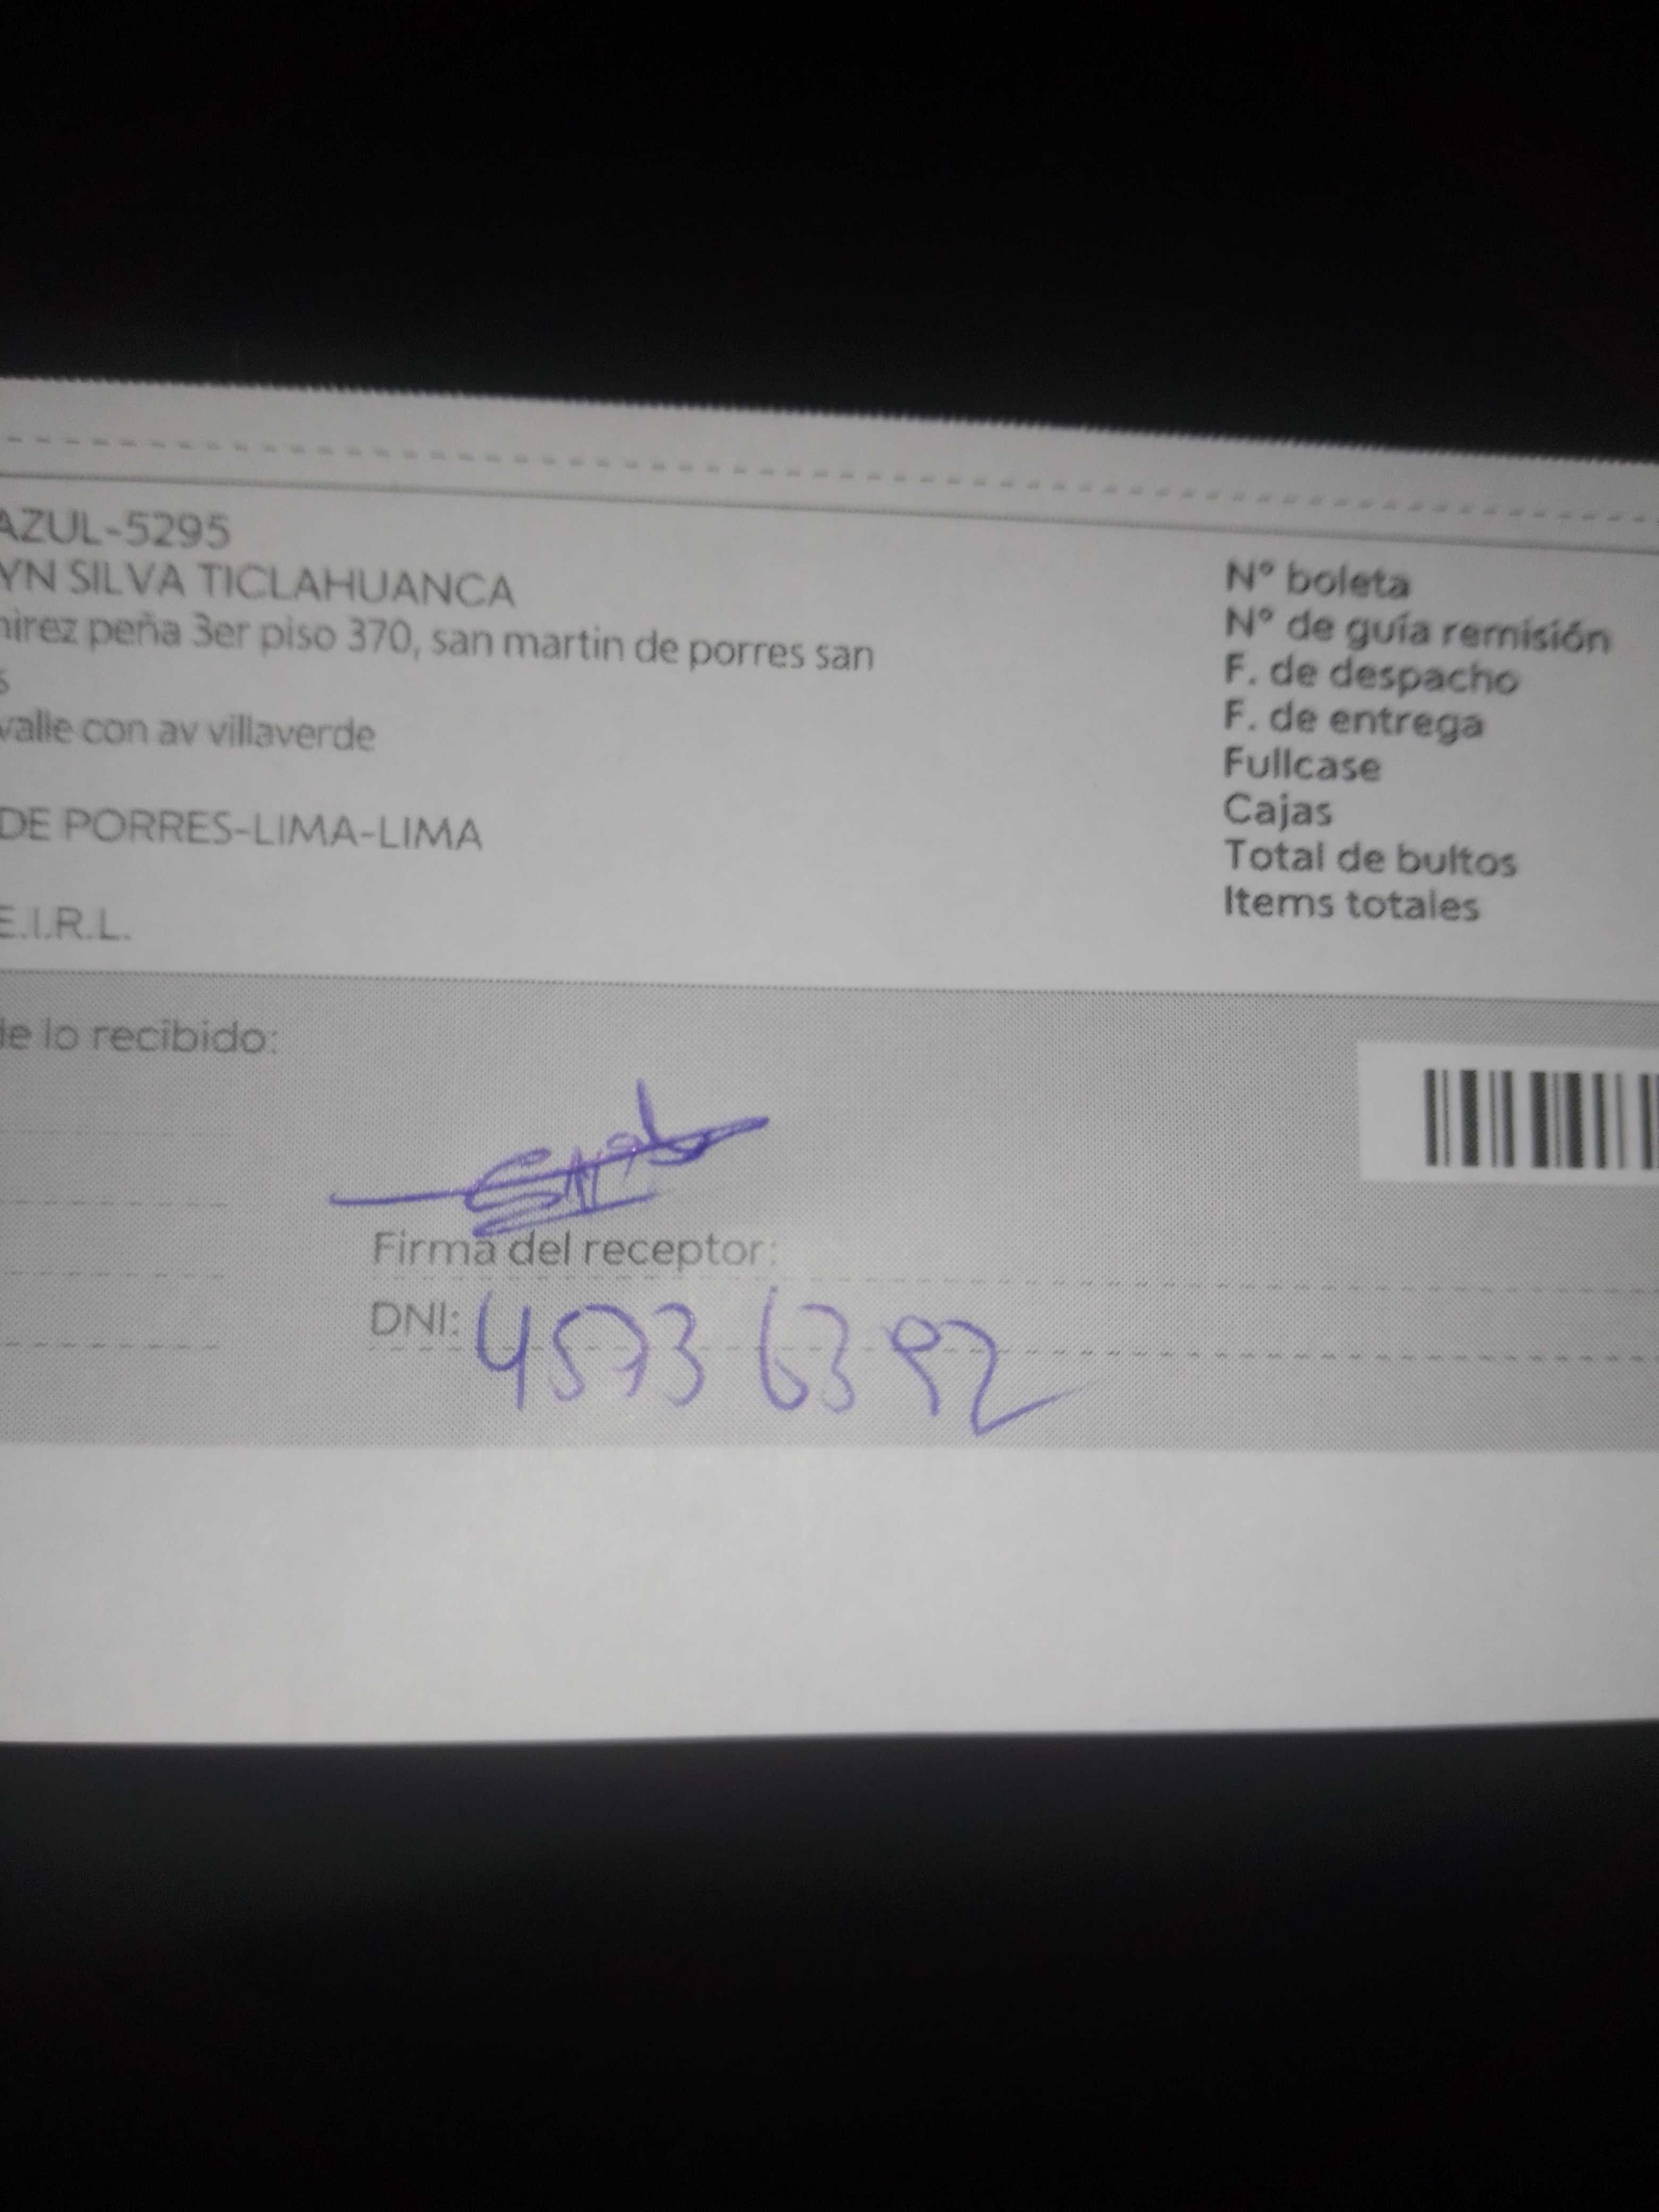 AZUL-5295
YN SILVA TICLAHUANCA
nirez peña 3er piso 370, san martin de porres san
s
valle con av villaverde
DE PORRES-LIMA-LIMA
E.I.R.L.
N° boleta
N° de guía remisión
F. de despacho
F. de entrega
Fullcase
Cajas
Total de bultos
Items totales
de lo recibido:
Firma del receptor:
DNI: 45736392